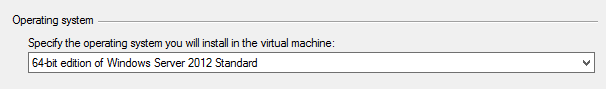 Operating system
Specify the operating system you will install in the virtual machine:
64-bit edition of Windows Server 2012 Standard